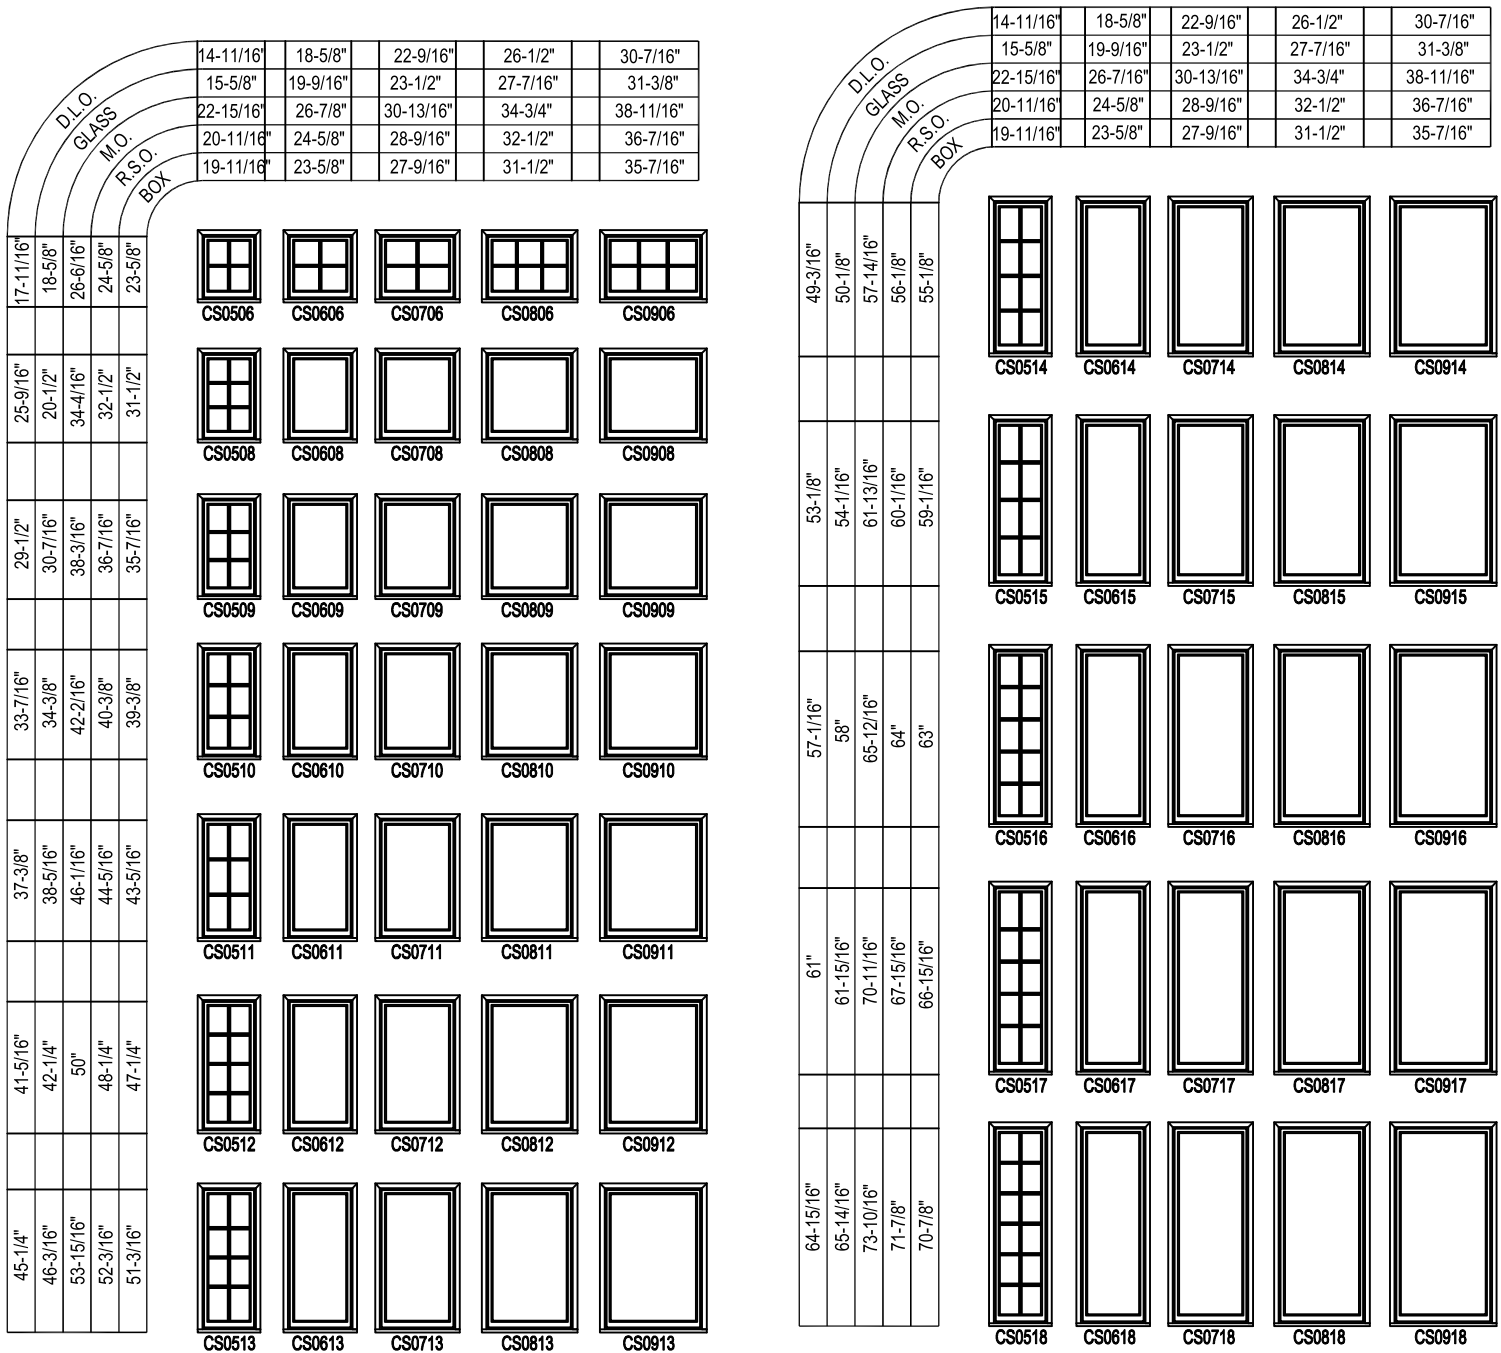 14-11/16" 18-5/8" 22-9/16" 26-1/2" 30-7/16"
15-5/8" 19-9/16" 23-1/2" 27-7/16" 31-3/8"
22-15/16" 26-7/8" 30-13/16" 34-3/4" 38-11/16"
20-11/16" 24-5/8" 28-9/16" 32-1/2" 36-7/16"
19-11/16" 23-5/8" 27-9/16" 31-1/2" 35-7/16"
D.L.O.
GLASS
M.O.
R.S.O.
BOX
17-11/16" 18-5/8" 26-6/16" 24-5/8" 23-5/8"
CS0506 CS0606 CS0706 CS0806 CS0906
25-9/16" 20-1/2" 34-4/16" 32-1/2" 31-1/2"
CS0508 CS0608 CS0708 CS0808 CS0908
29-1/2" 30-7/16" 38-3/16" 36-7/16" 35-7/16"
CS0509 CS0609 CS0709 CS0809 CS0909
33-7/16" 34-3/8" 42-2/16" 40-3/8" 39-3/8"
CS0510 CS0610 CS0710 CS0810 CS0910
37-3/8" 38-5/16" 46-1/16" 44-5/16" 43-5/16"
CS0511 CS0611 CS0711 CS0811 CS0911
41-5/16" 42-1/4" 50" 48-1/4" 47-1/4"
CS0512 CS0612 CS0712 CS0812 CS0912
45-1/4" 46-3/16" 53-15/16" 52-3/16" 51-3/16"
CS0513 CS0613 CS0713 CS0813 CS0913
14-11/16" 18-5/8" 22-9/16" 26-1/2" 30-7/16"
15-5/8" 19-9/16" 23-1/2" 27-7/16" 31-3/8"
22-15/16" 26-7/16" 30-13/16" 34-3/4" 38-11/16"
20-11/16" 24-5/8" 28-9/16" 32-1/2" 36-7/16"
19-11/16" 23-5/8" 27-9/16" 31-1/2" 35-7/16"
D.L.O.
GLASS
M.O.
R.S.O.
BOX
49-3/16" 50-1/8" 57-14/16" 56-1/8" 55-1/8"
CS0514 CS0614 CS0714 CS0814 CS0914
53-1/8" 54-1/16" 61-13/16" 60-1/16" 59-1/16"
CS0515 CS0615 CS0715 CS0815 CS0915
57-1/16" 58" 65-12/16" 64" 63"
CS0516 CS0616 CS0716 CS0816 CS0916
61" 61-15/16" 70-11/16" 67-15/16" 66-15/16"
CS0517 CS0617 CS0717 CS0817 CS0917
64-15/16" 65-14/16" 73-10/16" 71-7/8" 70-7/8"
CS0518 CS0618 CS0718 CS0818 CS0918